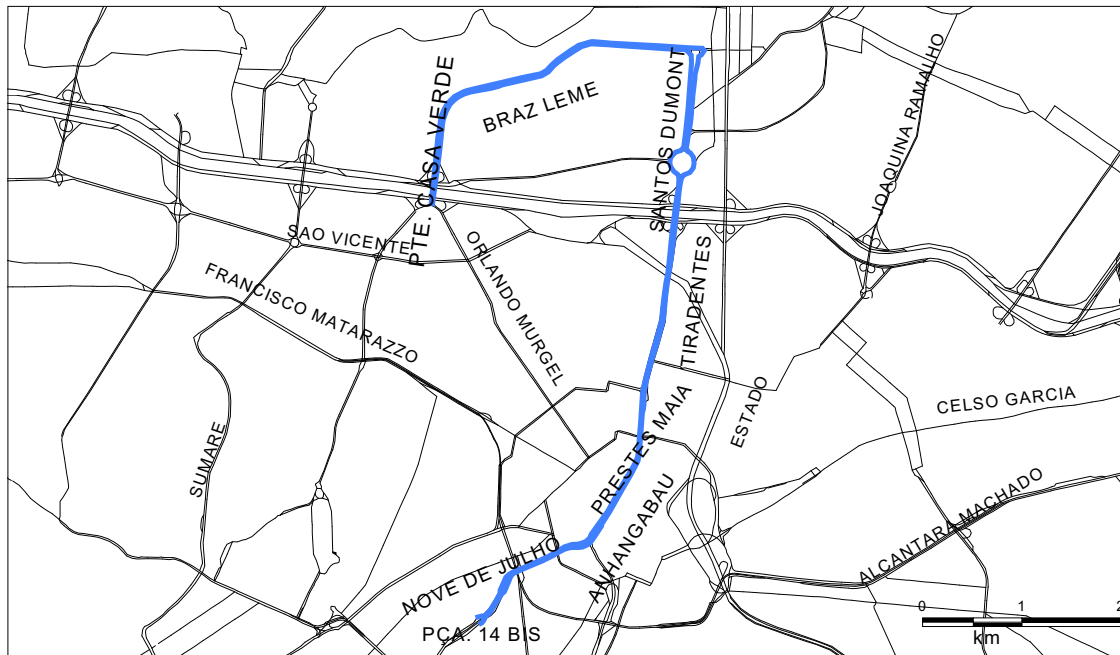 BRAZ LEME
PTE. CASA VERDE
SANTOS DUMONT
JOAQUINA RAMALHO
SAO VICENTE
ORLANDO MURGEL
FRANCISCO MATARAZZO
TIRADENTES
SUMARE
PRESTES MAIA
ESTADO
CELSO GARCIA
ANHANGABAU
ALCANTARA MACHADO
NOVE DE JULHO
PÇA. 14 BIS
0 1 2
km